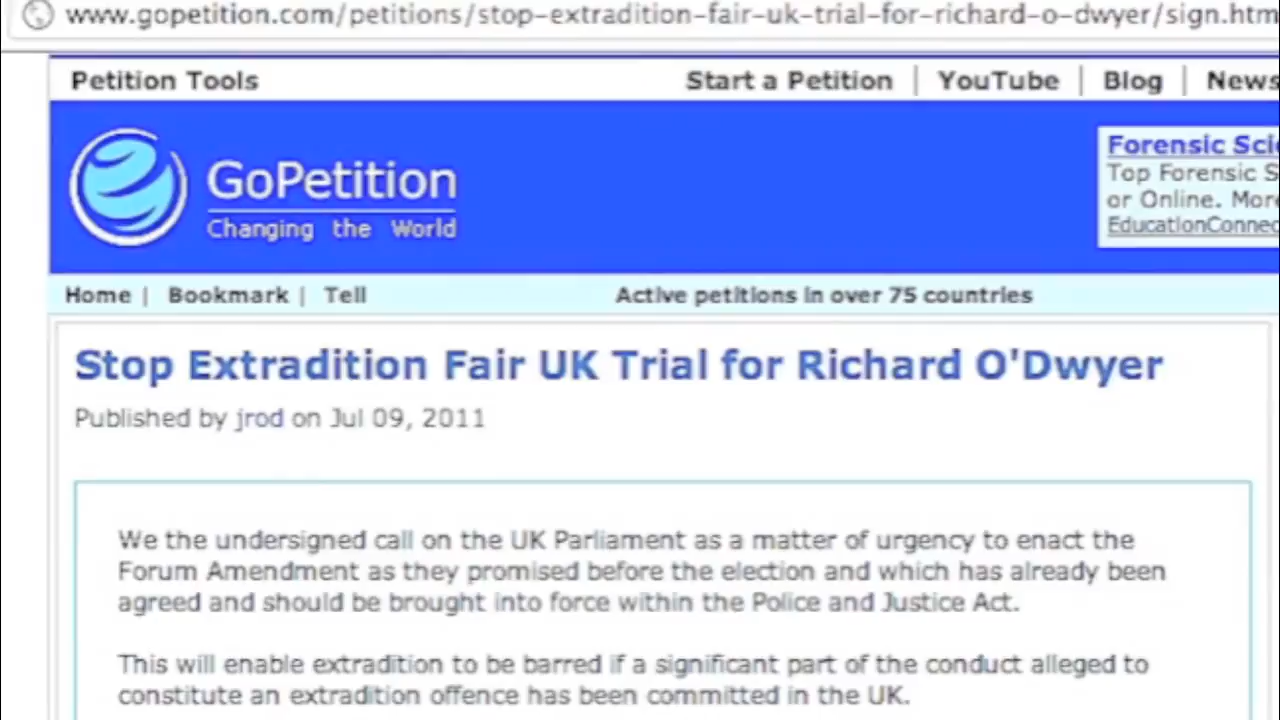 www.gopetition.com/petitions/stop-extradition-fair-uk-trial-for-richard-o-dwyer/sign.htm
Petition Tools
Start a Petition | YouTube | Blog | News
GoPetition
Changing the World
Forensic Sci
Top Forensic S
or Online. More
EducationConnec
Home | Bookmark | Tell
Active petitions in over 75 countries
Stop Extradition Fair UK Trial for Richard O'Dwyer
Published by jrod on Jul 09, 2011
We the undersigned call on the UK Parliament as a matter of urgency to enact the
Forum Amendment as they promised before the election and which has already been
agreed and should be brought into force within the Police and Justice Act.
This will enable extradition to be barred if a significant part of the conduct alleged to
constitute an extradition offence has been committed in the UK.